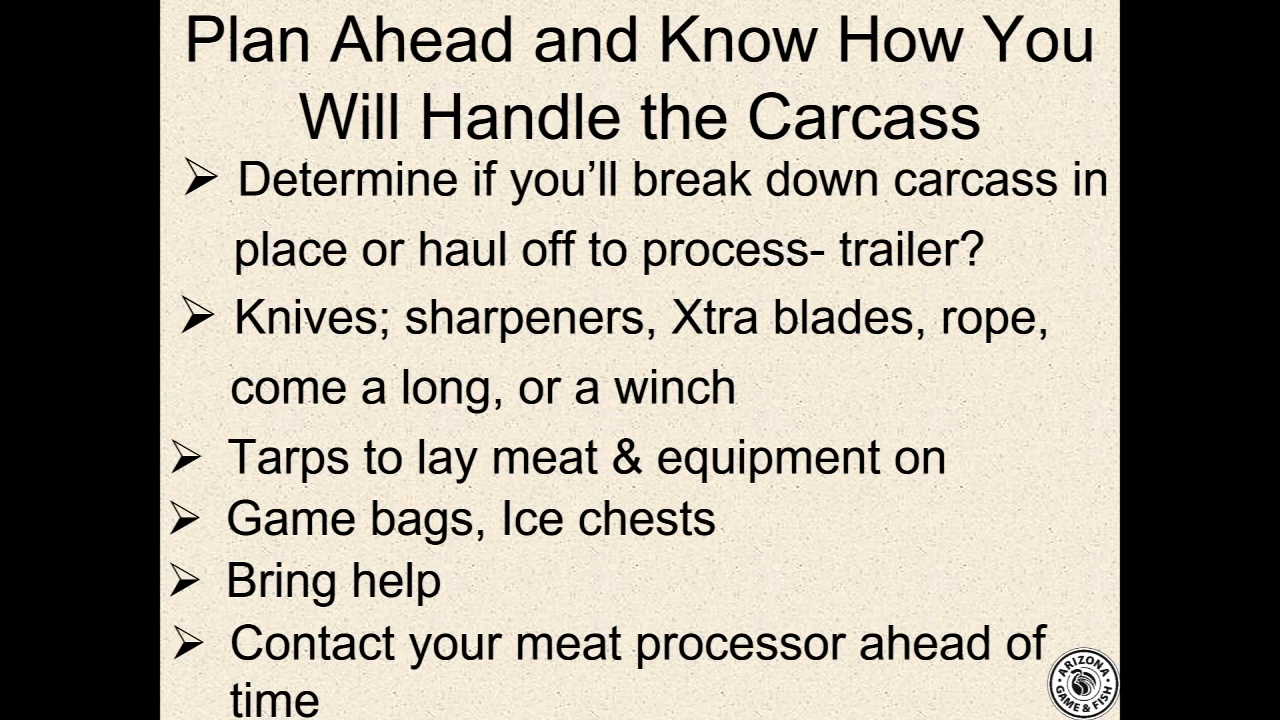 Plan Ahead and Know How You
Will Handle the Carcass
➢ Determine if you’ll break down carcass in
place or haul off to process- trailer?
➢ Knives; sharpeners, Xtra blades, rope,
come a long, or a winch
➢ Tarps to lay meat & equipment on
➢ Game bags, Ice chests
➢ Bring help
➢ Contact your meat processor ahead of
time
ARIZONA
GAME & FISH